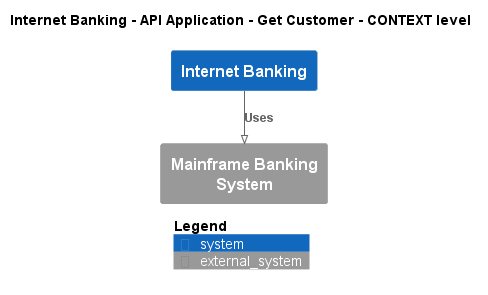 Internet Banking - API Application - Get Customer - CONTEXT level
Internet Banking
Uses
Mainframe Banking
System
Legend
system
external_system